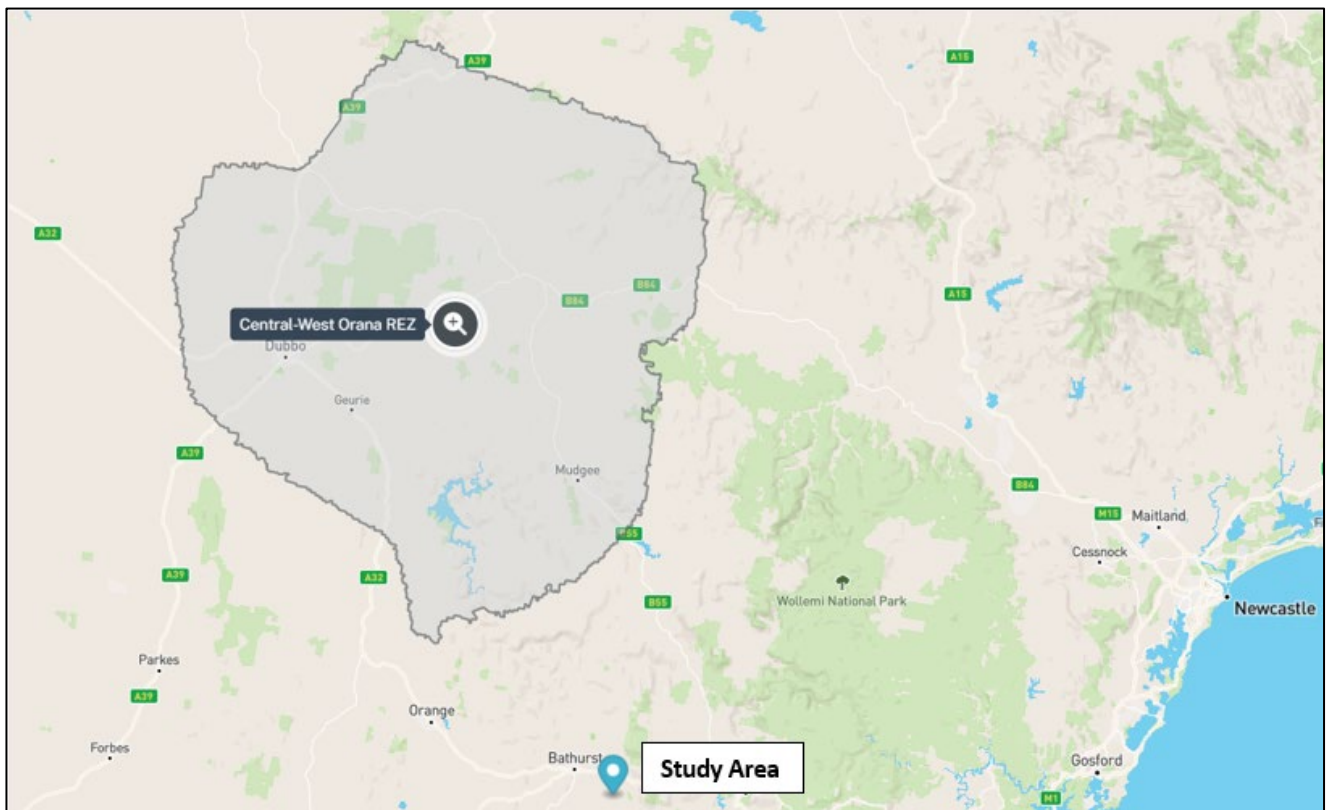 A39
A15
A39
A32
B84
B84
A15
Central-West Orana REZ
Dubbo
Geurie
A39
Mudgee
B84
M15
Maitland
Cessnock
A39
A32
B55
Wollemi National Park
Newcastle
Parkes
A39
Orange
Forbes
Bathurst
Study Area
Gosford
M1